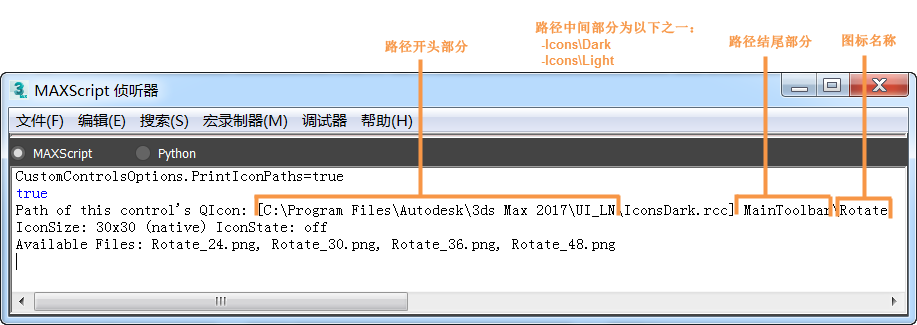 路径开头部分
路径中间部分为以下之一：
-Icons\Dark
-Icons\Light
路径结尾部分
图标名称
3 MAXScript 侦听器
文件(F) 编辑(E) 搜索(S) 宏录制器(M) 调试器 帮助(H)
MAXScript Python
CustomControlsOptions.PrintIconPaths=true
true
Path of this control's QIcon: [C:\Program Files\Autodesk\3ds Max 2017\UI_LN\IconsDark.rcc] MainToolbar\Rotate
IconSize: 30x30 (native) IconState: off
Available Files: Rotate_24.png, Rotate_30.png, Rotate_36.png, Rotate_48.png